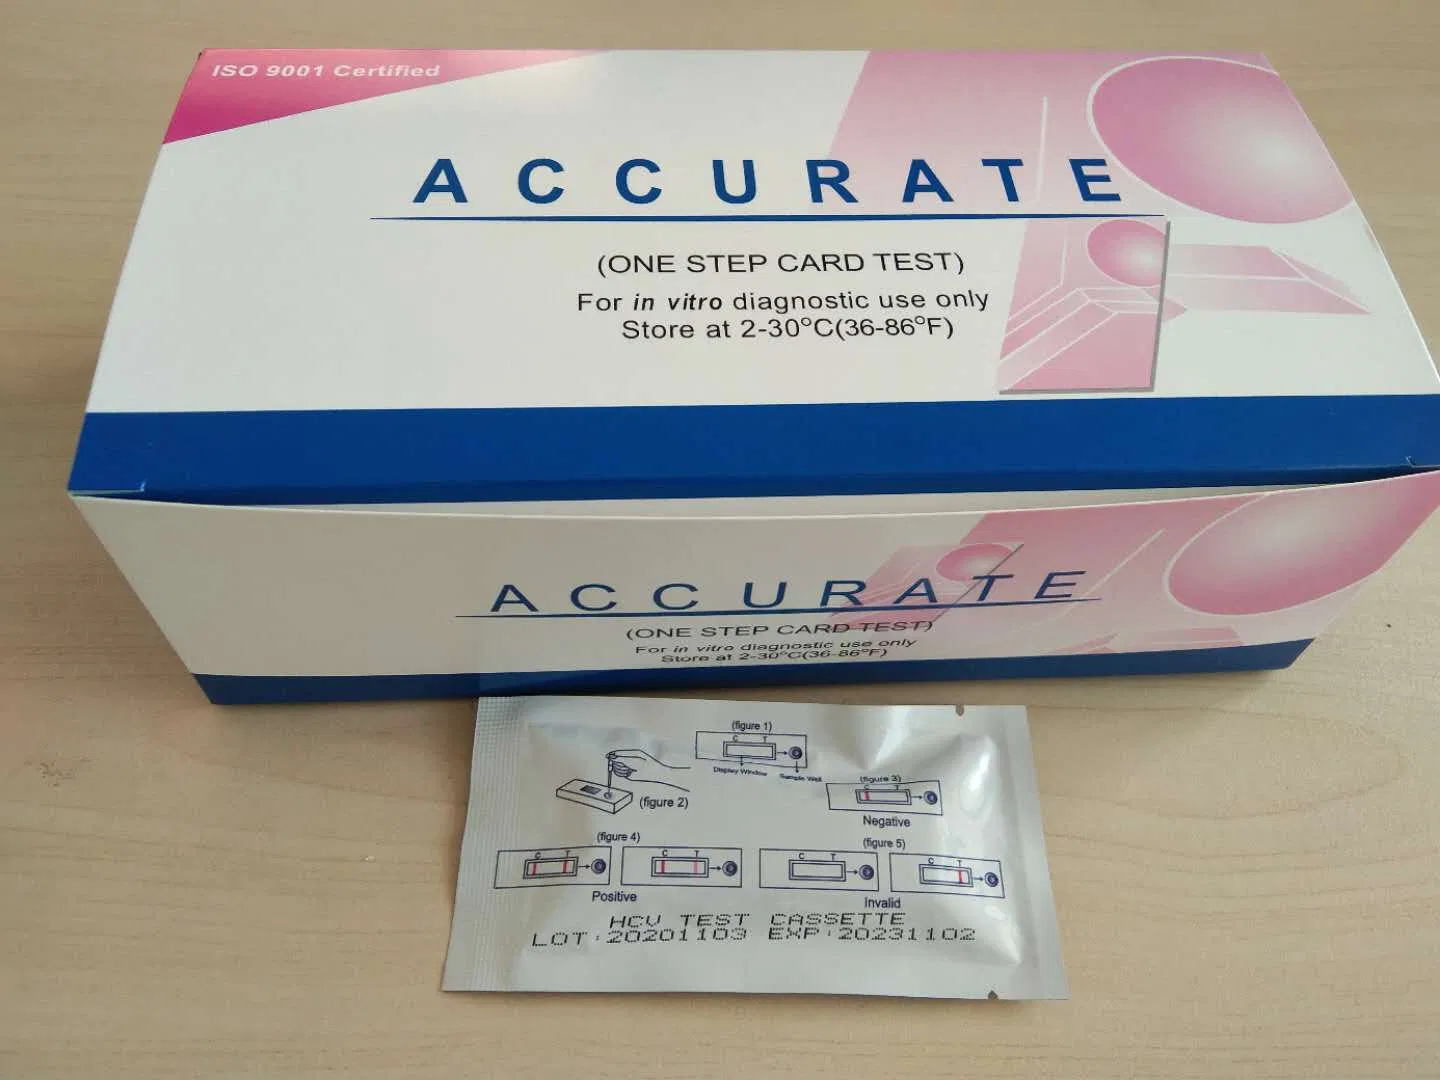 ISO 9001 Certified
ACCURATE
(ONE STEP CARD TEST)
For in vitro diagnostic use only
Store at 2-30°C(36-86°F)
ACCURATE
(ONE STEP CARD TEST)
For in vitro diagnostic use only
Store at 2-30°C(36-86°F)
(figure 1)
C T
Display Window Sample Well
(figure 2)
(figure 3)
C T
Negative
(figure 4)
C T
C T
Positive
(figure 5)
C T
C T
Invalid
HCV TEST CASSETTE
LOT:20201103 EXP:20231102